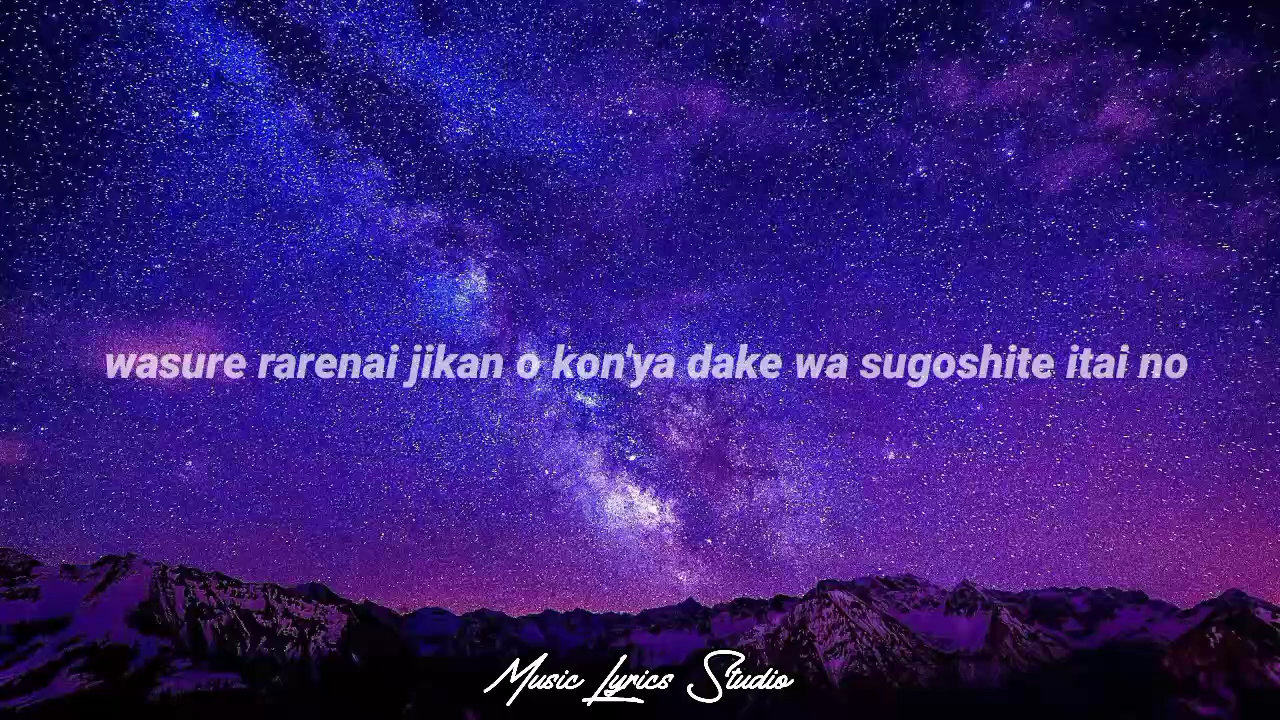 wasure rarenai jikan o kon'ya dake wa sugoshite itai no
Music Lyrics Studio